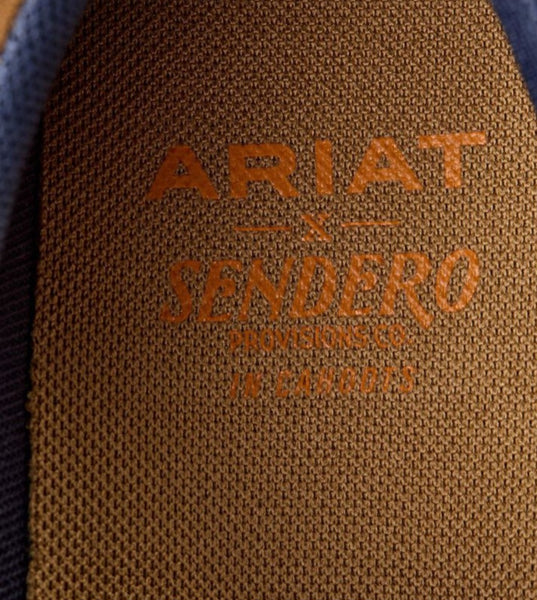 ARIAT
X
SENDERO
PROVISIONS CO.
IN CAHOOTS